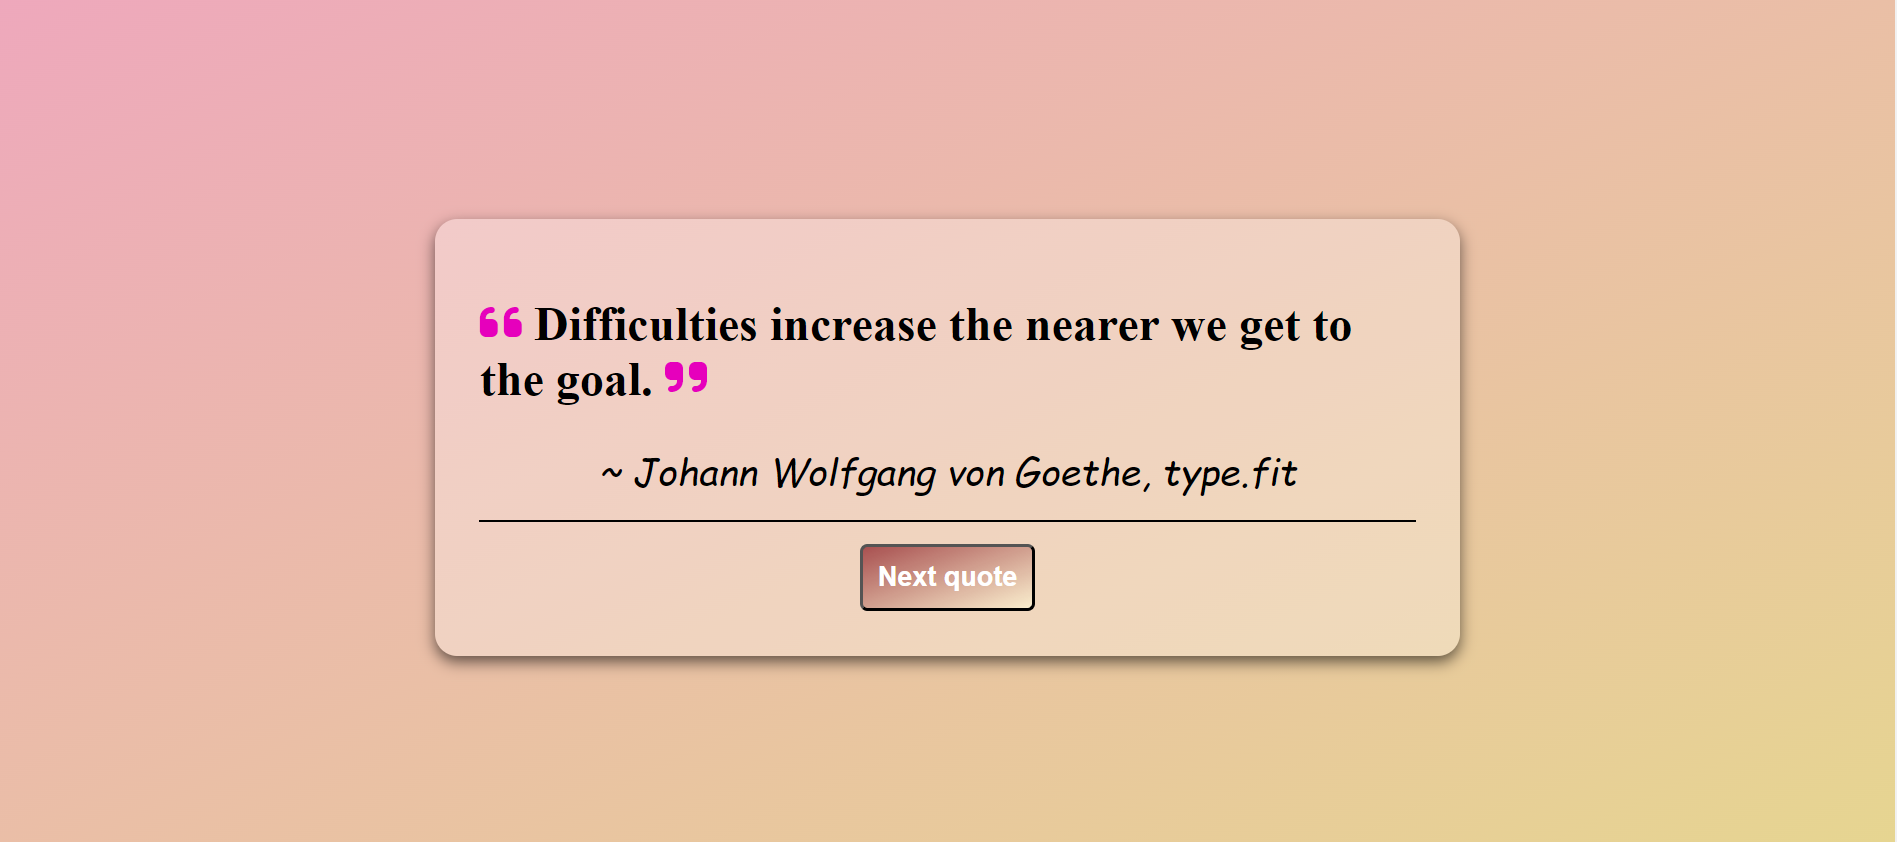 ❝ Difficulties increase the nearer we get to
the goal. ❞
~ Johann Wolfgang von Goethe, type.fit
Next quote